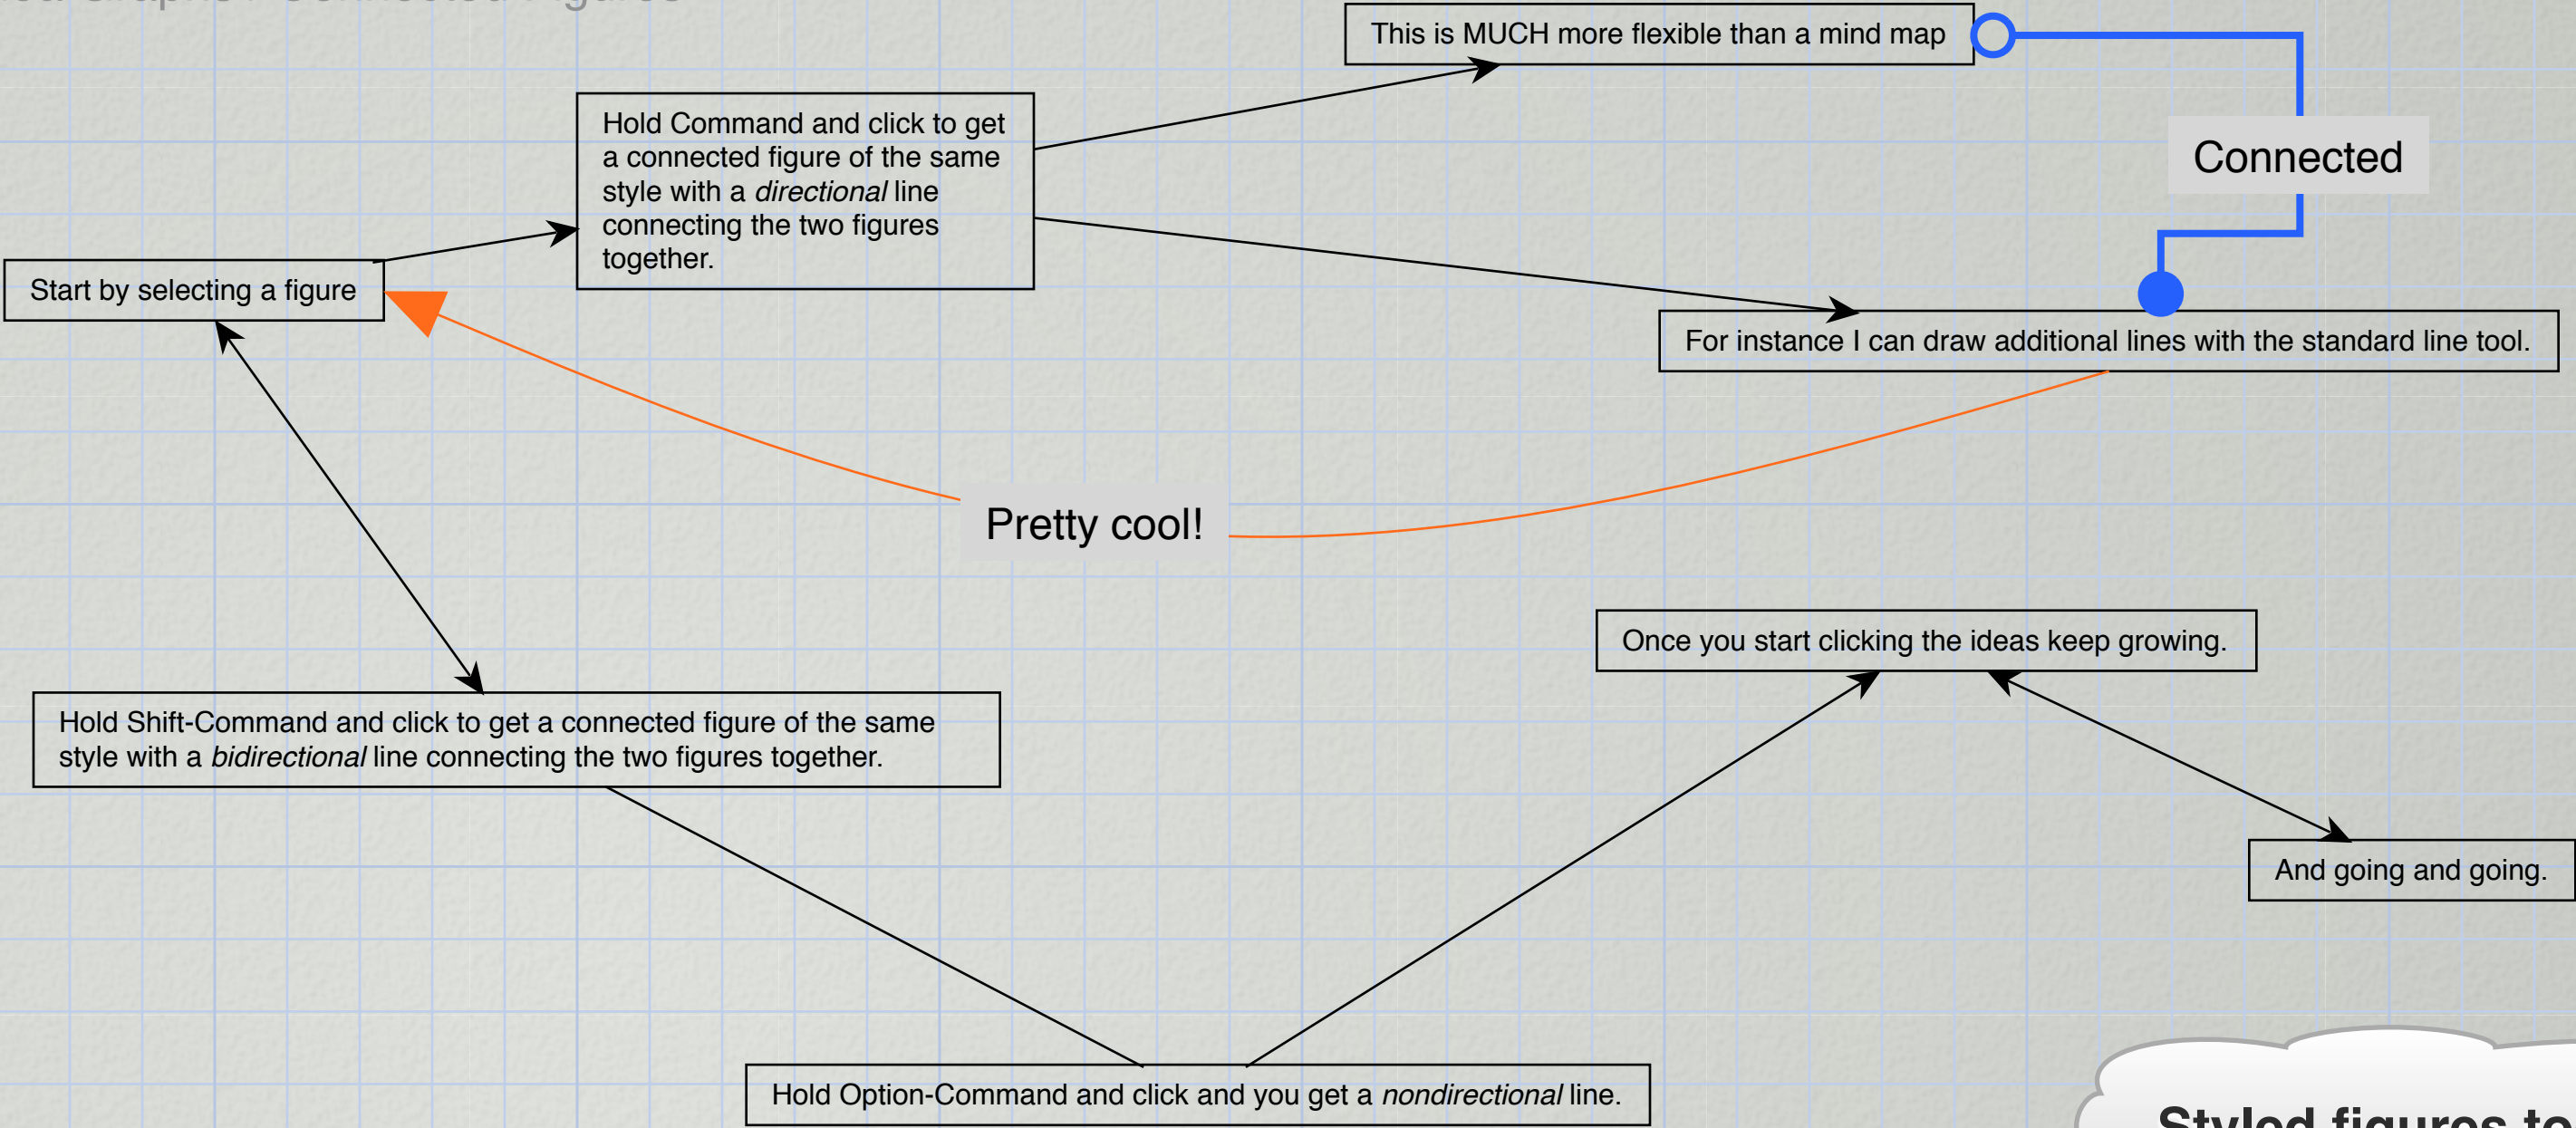 Connected Figures
This is MUCH more flexible than a mind map
Hold Command and click to get
a connected figure of the same
style with a directional line
connecting the two figures
together.
Connected
Start by selecting a figure
For instance I can draw additional lines with the standard line tool.
Pretty cool!
Once you start clicking the ideas keep growing.
Hold Shift-Command and click to get a connected figure of the same
style with a bidirectional line connecting the two figures together.
And going and going.
Hold Option-Command and click and you get a nondirectional line.
Styled figures to